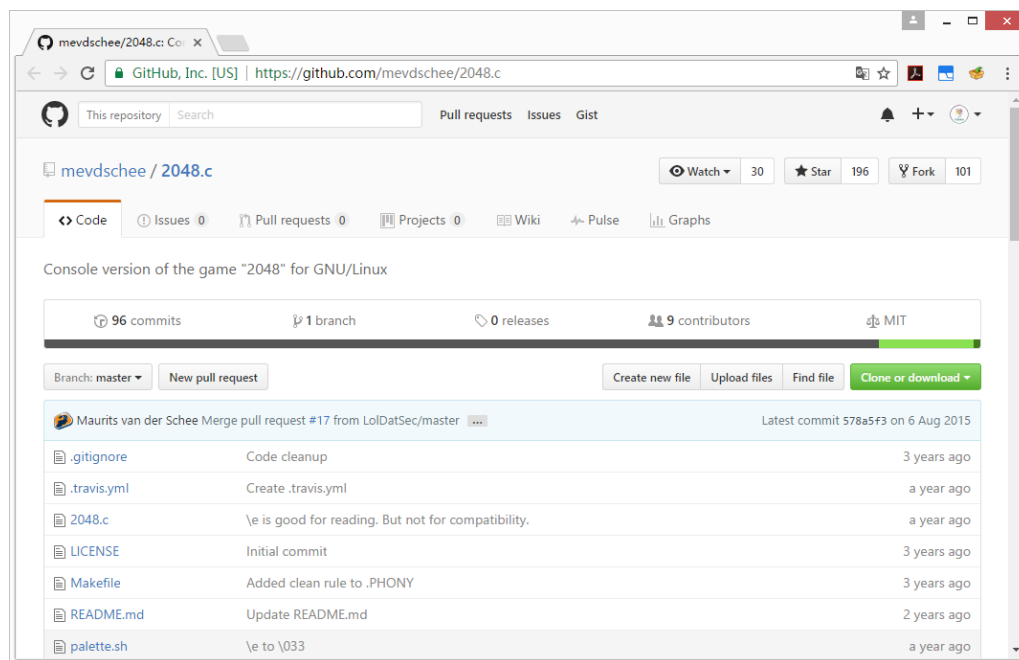 mevdschee/2048.c: Co
GitHub, Inc. [US] | https://github.com/mevdschee/2048.c
This repository Search Pull requests Issues Gist
mevdschee / 2048.c Watch 30 Star 196 Fork 101
Code Issues 0 Pull requests 0 Projects 0 Wiki Pulse Graphs
Console version of the game "2048" for GNU/Linux
96 commits 1 branch 0 releases 9 contributors MIT
Branch: master New pull request Create new file Upload files Find file Clone or download
Maurits van der Schee Merge pull request #17 from LolDatSec/master ... Latest commit 578a5f3 on 6 Aug 2015
.gitignore Code cleanup 3 years ago
.travis.yml Create .travis.yml a year ago
2048.c \e is good for reading. But not for compatibility. a year ago
LICENSE Initial commit 3 years ago
Makefile Added clean rule to .PHONY 3 years ago
README.md Update README.md 2 years ago
palette.sh \e to \033 a year ago